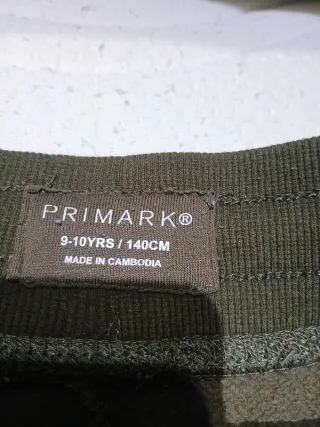 PRIMARK®
9-10YRS / 140CM
MADE IN CAMBODIA